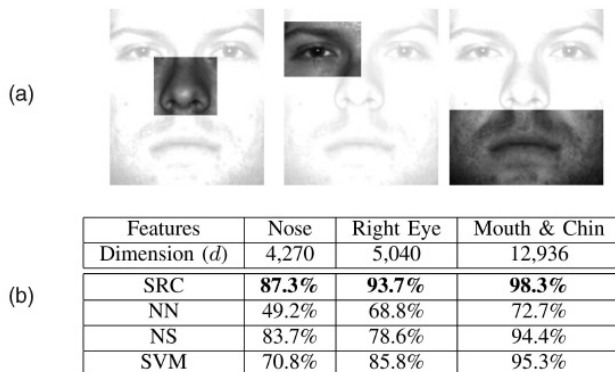 (a)
Features Nose Right Eye Mouth & Chin
Dimension (d) 4,270 5,040 12,936
(b)
SRC 87.3% 93.7% 98.3%
NN 49.2% 68.8% 72.7%
NS 83.7% 78.6% 94.4%
SVM 70.8% 85.8% 95.3%